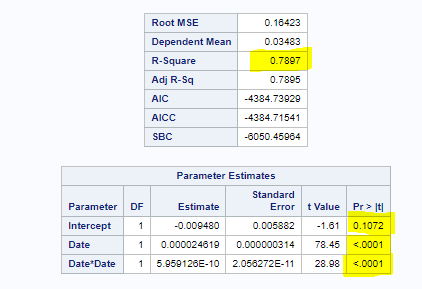 Root MSE 0.16423
Dependent Mean 0.03483
R-Square 0.7897
Adj R-Sq 0.7895
AIC -4384.73929
AICC -4384.71541
SBC -6050.45964
Parameter Estimates
Parameter DF Estimate Standard Error t Value Pr > |t|
Intercept 1 -0.009480 0.005882 -1.61 0.1072
Date 1 0.000024619 0.000000314 78.45 <.0001
Date*Date 1 5.959126E-10 2.056272E-11 28.98 <.0001